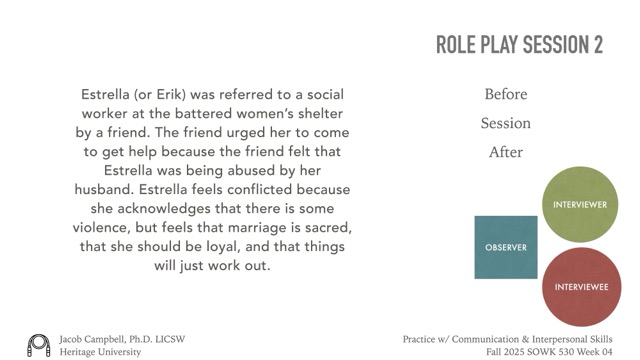 ROLE PLAY SESSION 2
Estrella (or Erik) was referred to a social
worker at the battered women’s shelter
by a friend. The friend urged her to come
to get help because the friend felt that
Estrella was being abused by her
husband. Estrella feels conflicted because
she acknowledges that there is some
violence, but feels that marriage is sacred,
that she should be loyal, and that things
will just work out.
Before
Session
After
INTERVIEWER
OBSERVER
INTERVIEWEE
Jacob Campbell, Ph.D. LICSW
Heritage University
Practice w/ Communication & Interpersonal Skills
Fall 2025 SOWK 530 Week 04